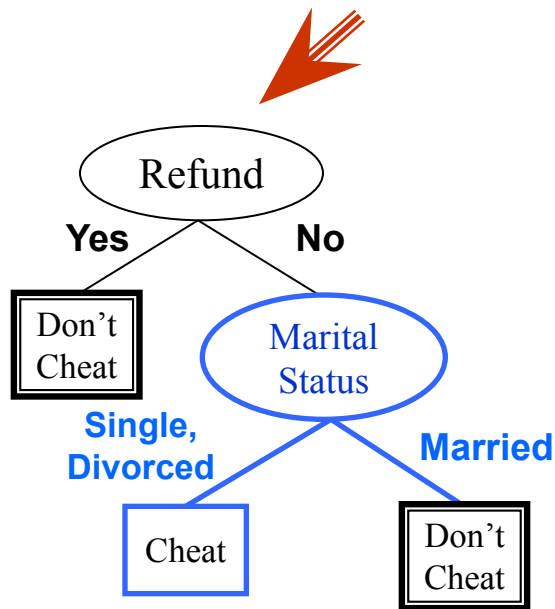 Refund
Yes
No
Don’t
Cheat
Marital
Status
Single,
Divorced
Married
Cheat
Don’t
Cheat